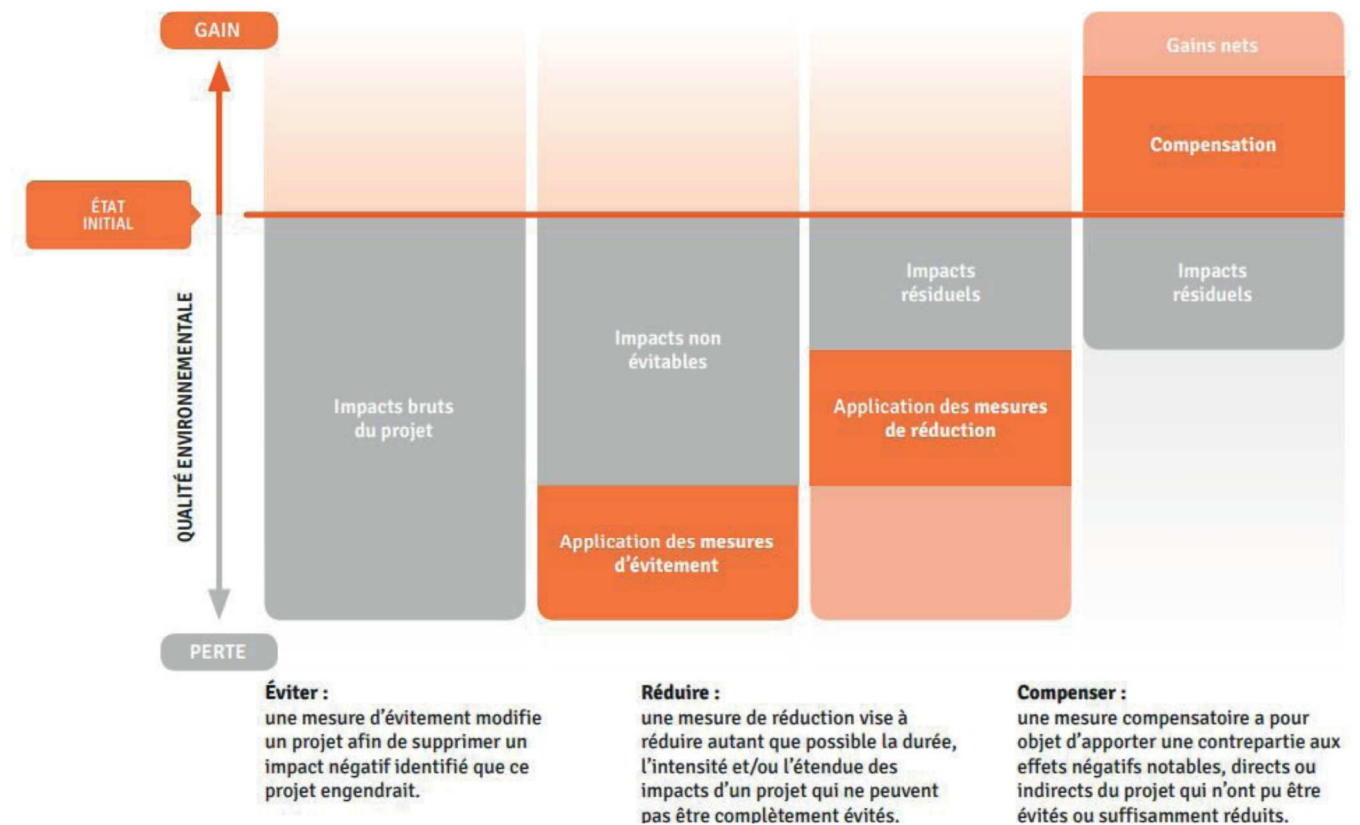 GAIN
Gains nets
Compensation
ÉTAT
INITIAL
QUALITÉ ENVIRONNEMENTALE
Impacts bruts
du projet
Impacts non
évitables
Application des mesures
d'évitement
Impacts
résiduels
Application des mesures
de réduction
Impacts
résiduels
PERTE
Éviter :
une mesure d'évitement modifie
un projet afin de supprimer un
impact négatif identifié que ce
projet engendrait.
Réduire :
une mesure de réduction vise à
réduire autant que possible la durée,
l'intensité et/ou l'étendue des
impacts d'un projet qui ne peuvent
pas être complètement évités.
Compenser :
une mesure compensatoire a pour
objet d'apporter une contrepartie aux
effets négatifs notables, directs ou
indirects du projet qui n'ont pu être
évités ou suffisamment réduits.